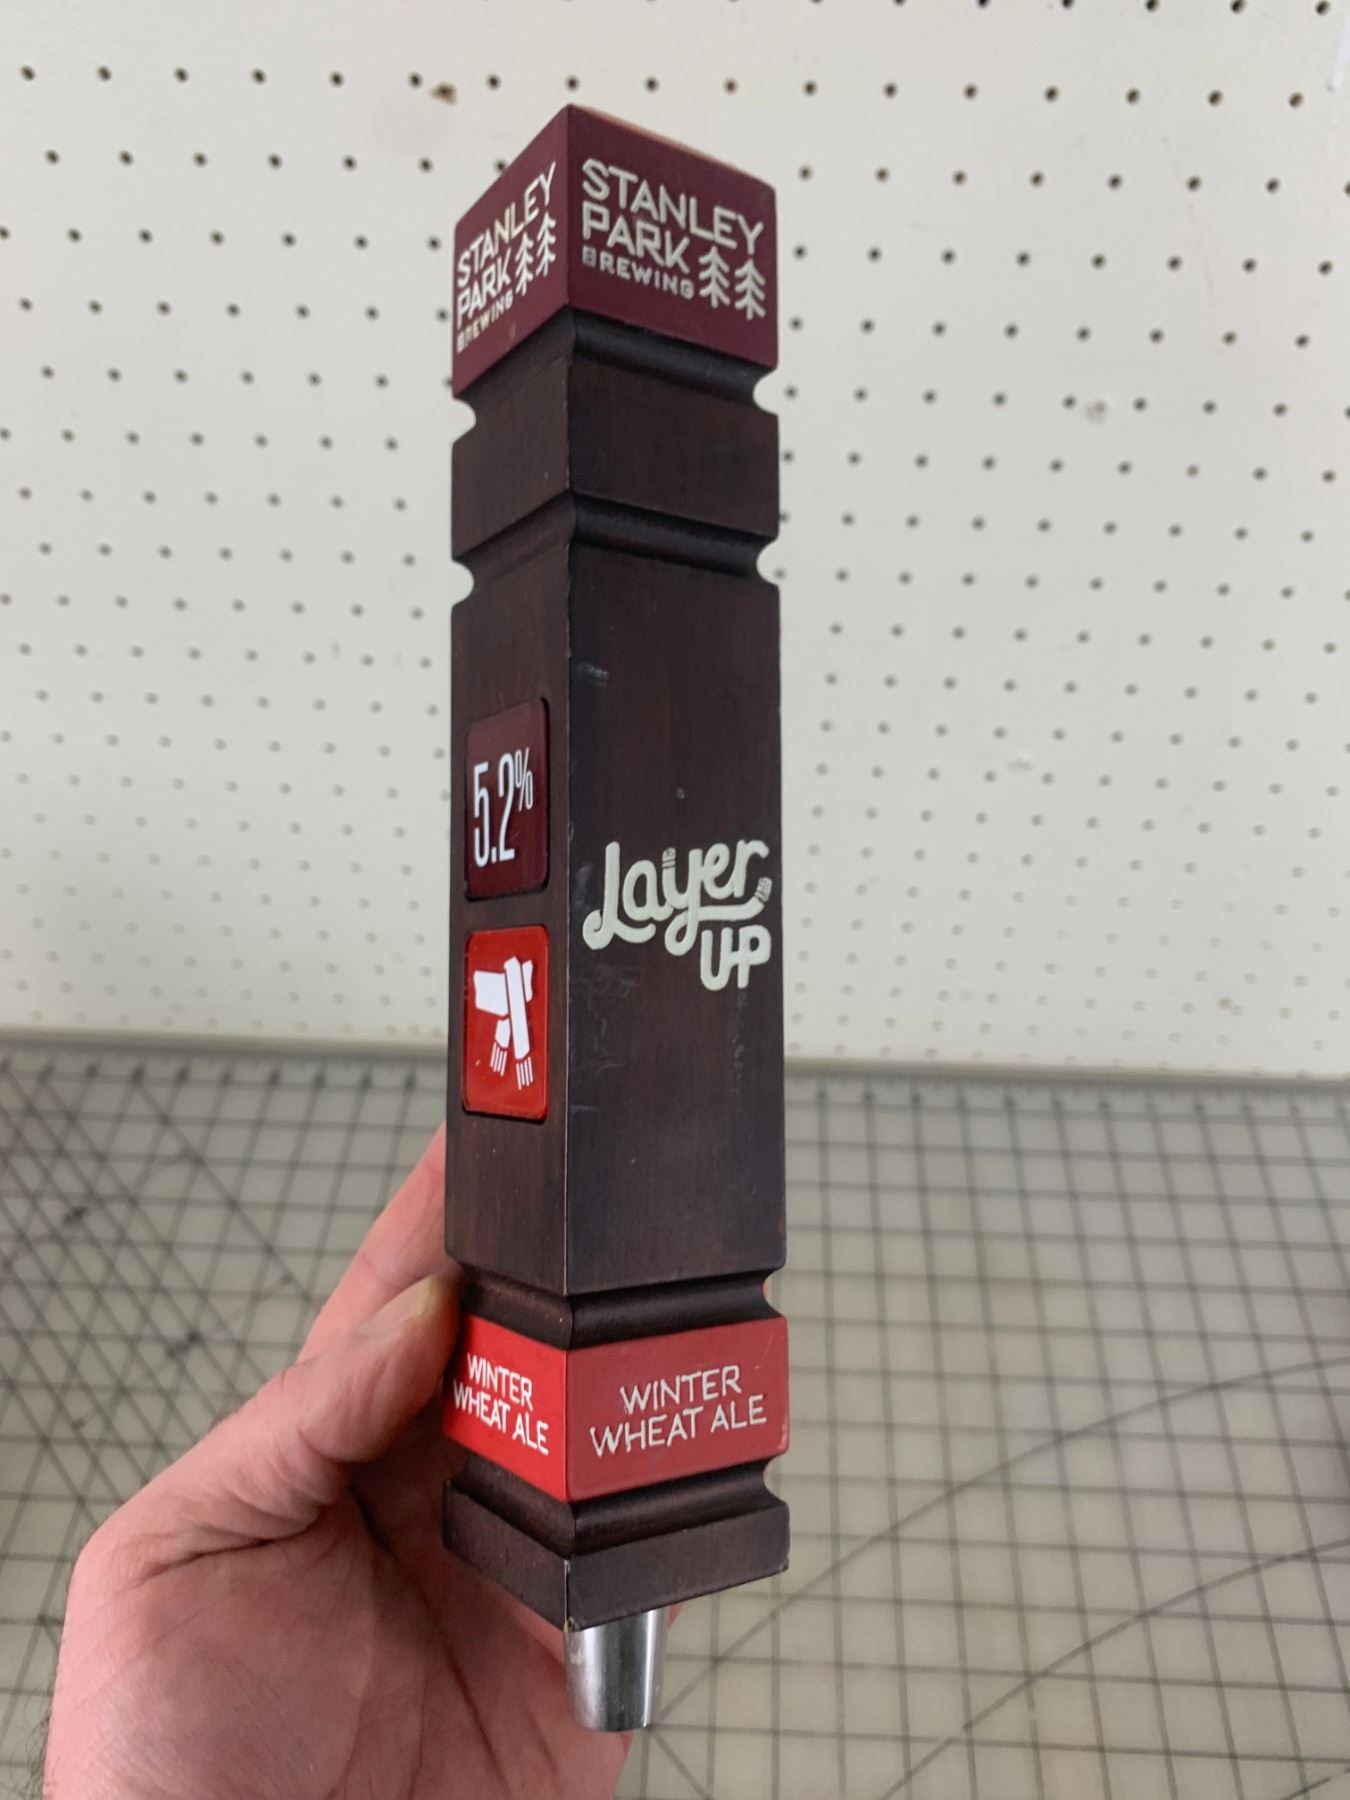 STANLEY
PARK
BREWING
STANLEY
PARK
BREWING
5.2%
Layer
UP
WINTER
WHEAT ALE
WINTER
WHEAT ALE